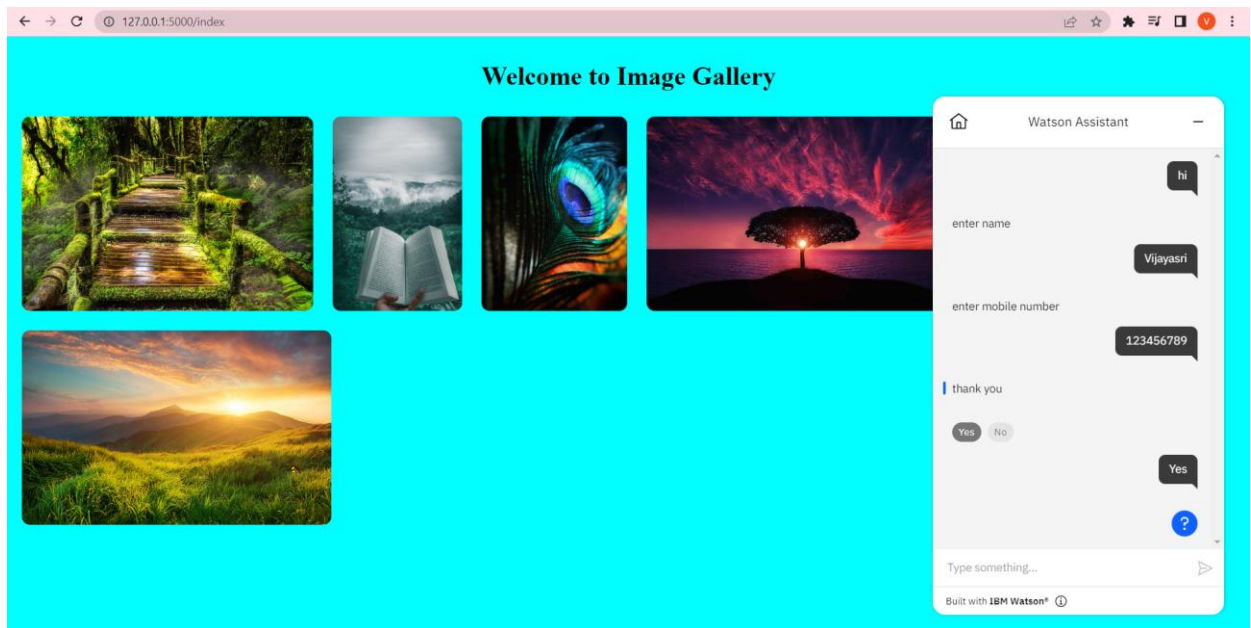 127.0.0.1:5000/index
V
Welcome to Image Gallery
Watson Assistant
hi
enter name
Vijayasri
enter mobile number
123456789
thank you
Yes No
Yes
?
Type something...
Built with IBM Watson®